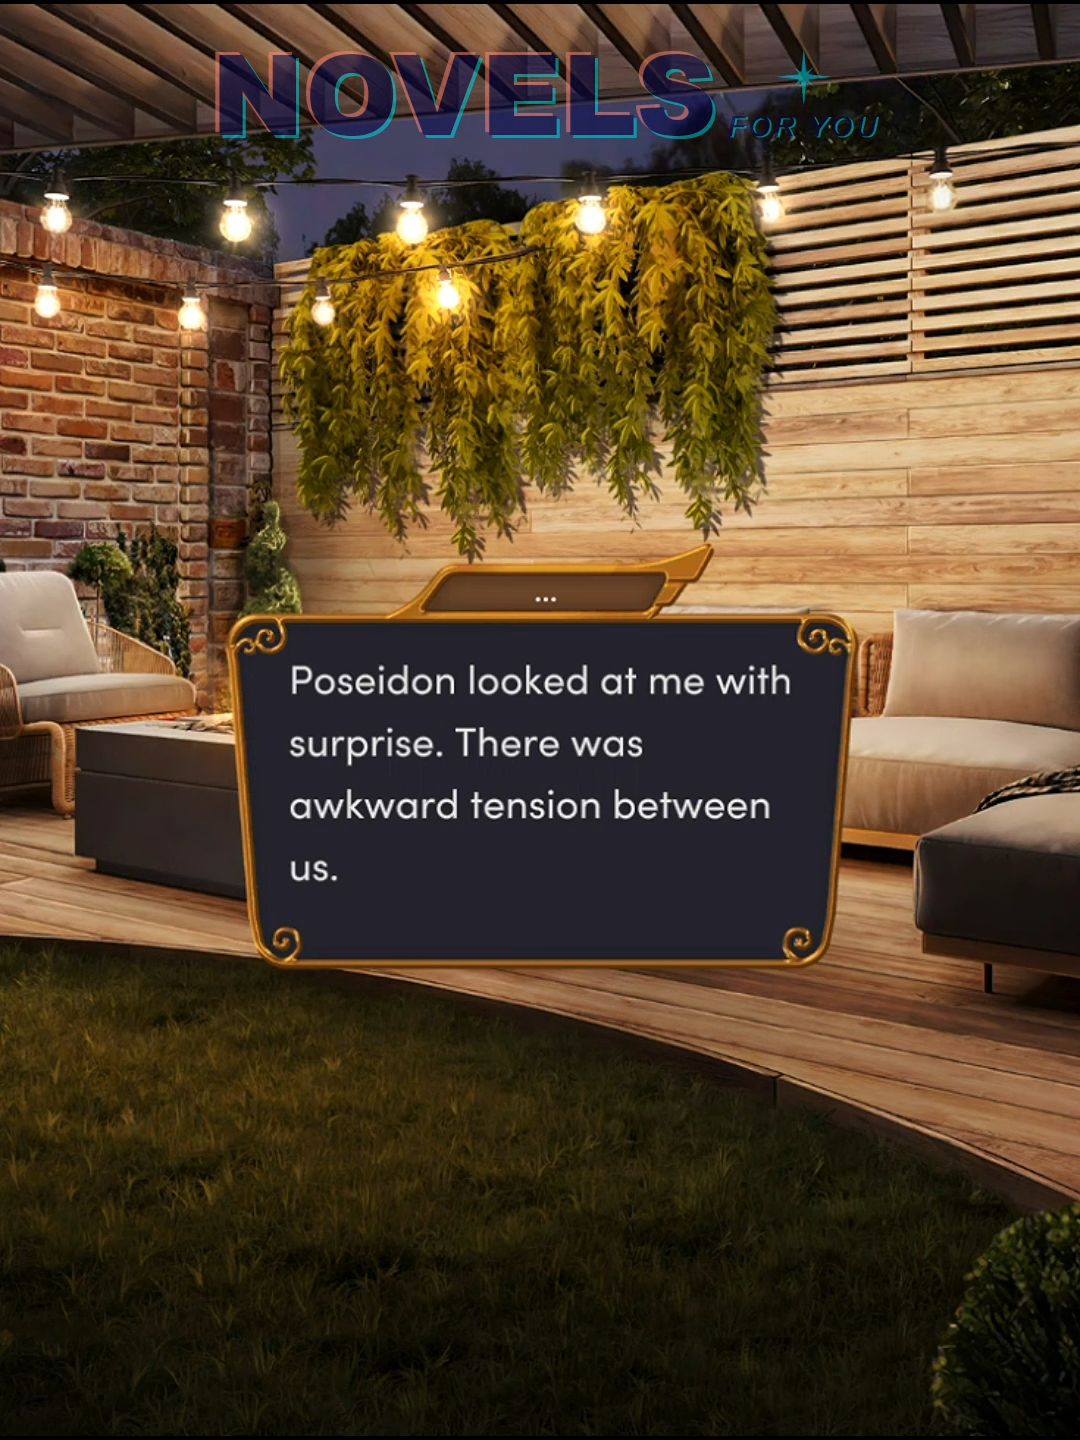 NOVELS
FOR YOU
...
Poseidon looked at me with
surprise. There was
awkward tension between
us.